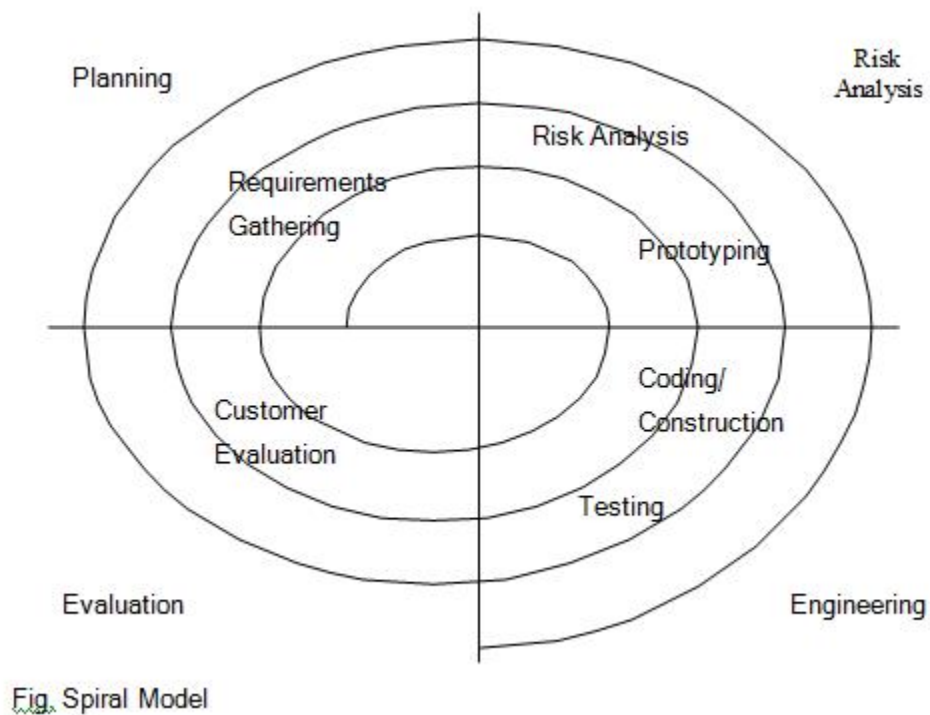 Planning
Risk
Analysis
Risk Analysis
Requirements
Gathering
Prototyping
Coding/
Construction
Customer
Evaluation
Testing
Evaluation
Engineering
Fig. Spiral Model